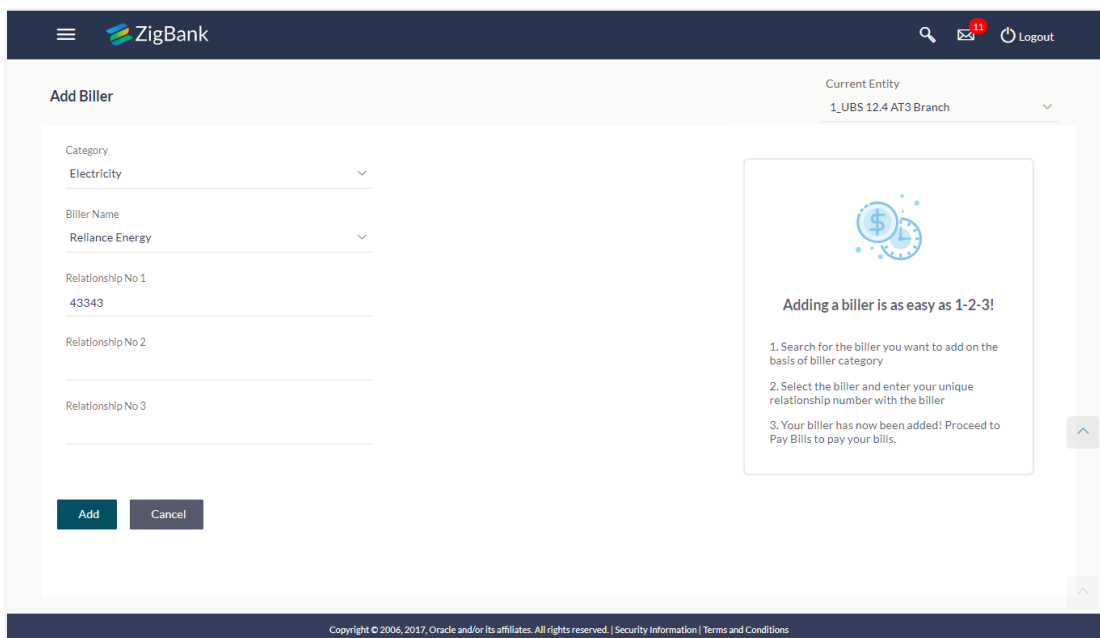 ZigBank
11
Logout
Add Biller
Current Entity
1_UBS 12.4 AT3 Branch
Category
Electricity
Biller Name
Reliance Energy
Relationship No 1
43343
Relationship No 2
Relationship No 3
Add
Cancel
$
Adding a biller is as easy as 1-2-3!
1. Search for the biller you want to add on the
basis of biller category
2. Select the biller and enter your unique
relationship number with the biller
3. Your biller has now been added! Proceed to
Pay Bills to pay your bills.
Copyright © 2006, 2017, Oracle and/or its affiliates. All rights reserved. | Security Information | Terms and Conditions